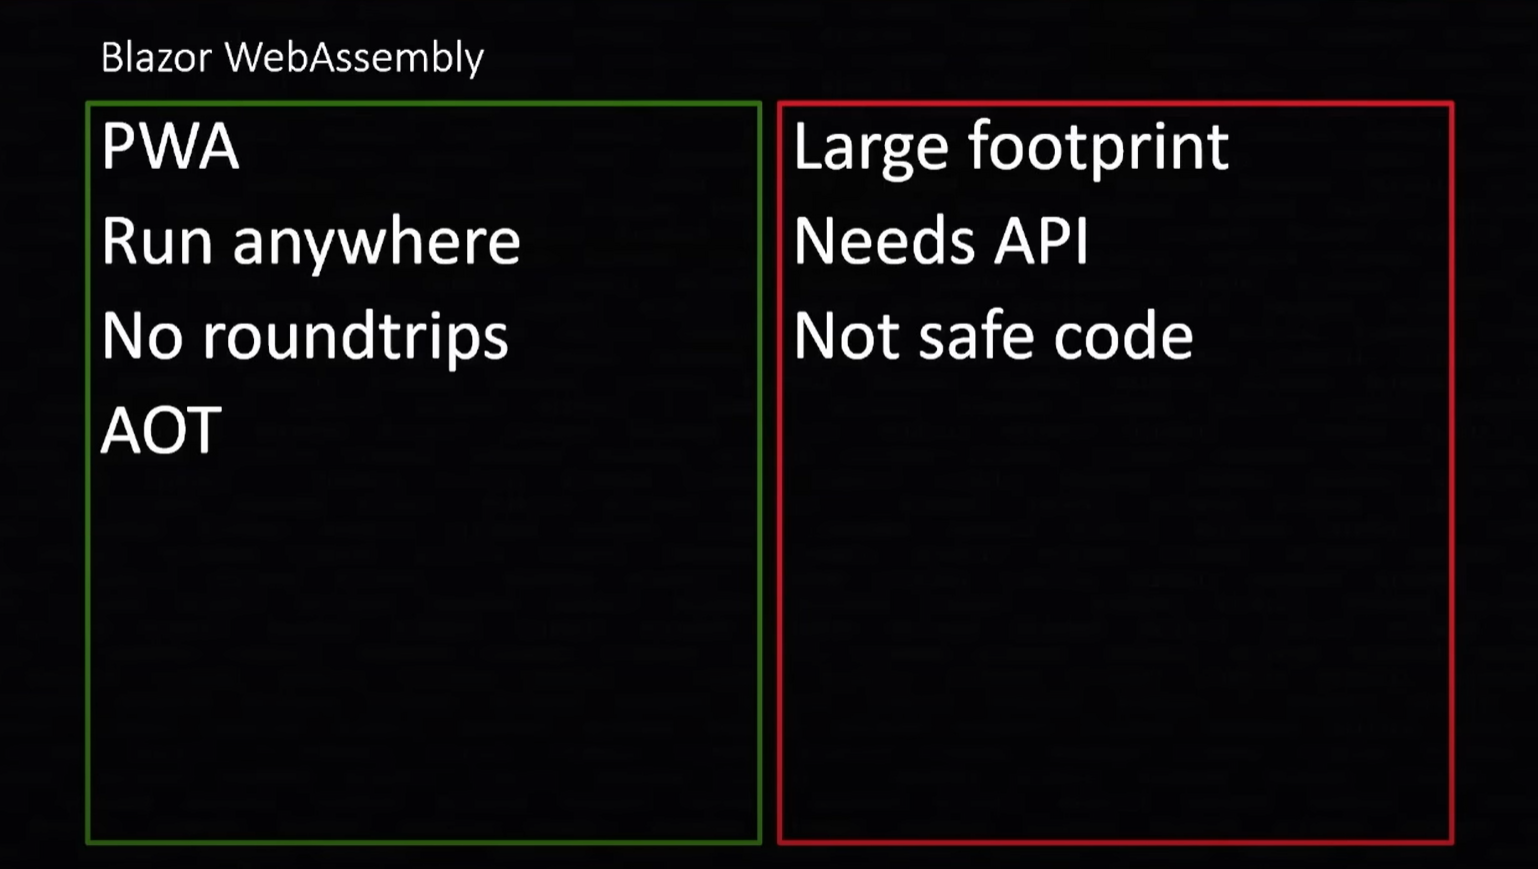 Blazor WebAssembly
PWA
Run anywhere
No roundtrips
AOT
Large footprint
Needs API
Not safe code